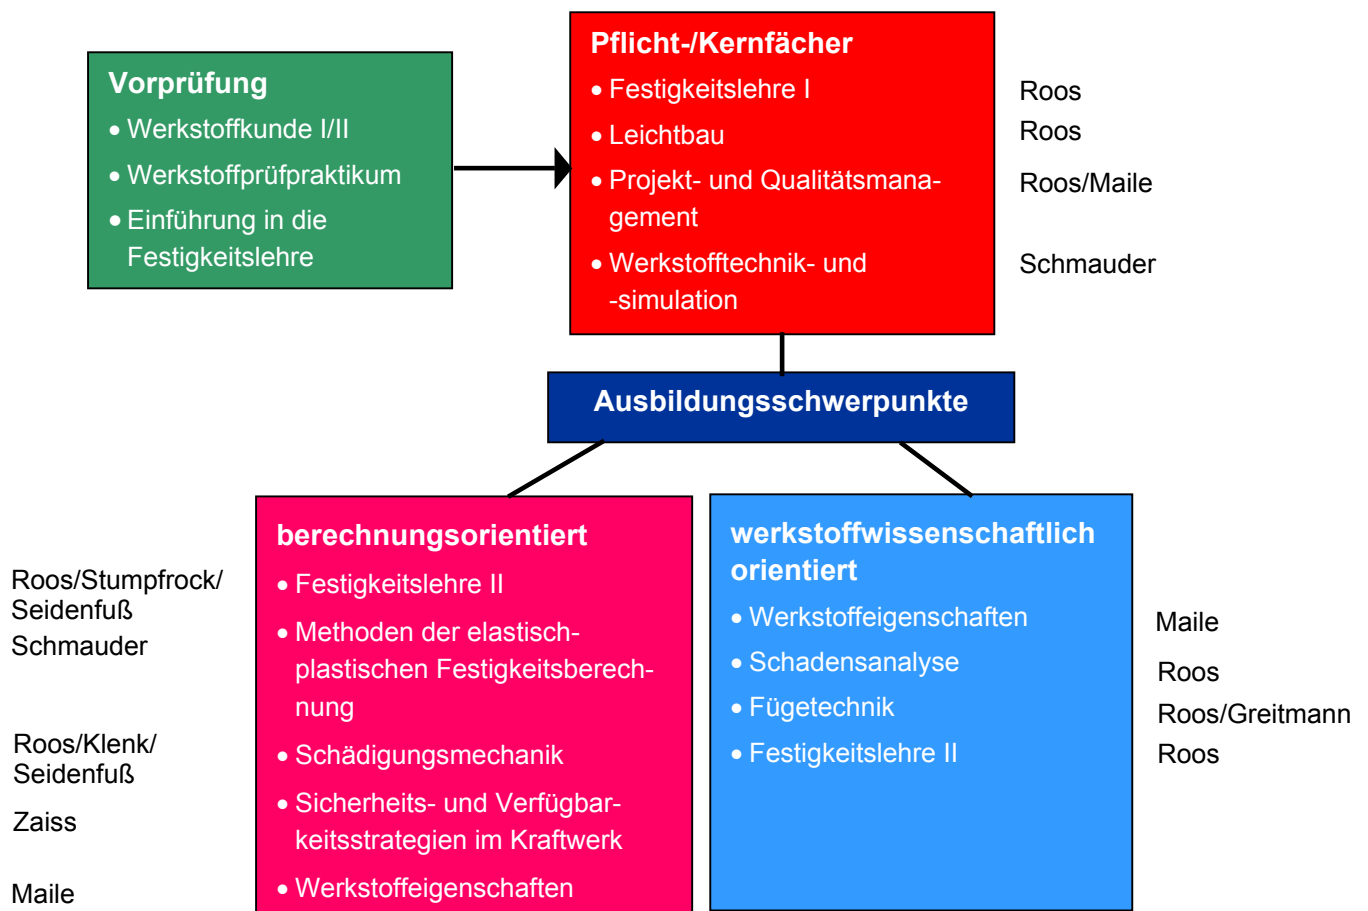 Vorprüfung
• Werkstoffkunde I/II
• Werkstoffprüfpraktikum
• Einführung in die
Festigkeitslehre
Pflicht-/Kernfächer
• Festigkeitslehre I
• Leichtbau
• Projekt- und Qualitätsmana-
gement
• Werkstofftechnik- und
-simulation
Roos
Roos
Roos/Maile
Schmauder
Ausbildungsschwerpunkte
Roos/Stumpfrock/
Seidenfuß
Schmauder
Roos/Klenk/
Seidenfuß
Zaiss
Maile
berechnungsorientiert
• Festigkeitslehre II
• Methoden der elastisch-
plastischen Festigkeitsberech-
nung
• Schädigungsmechanik
• Sicherheits- und Verfügbar-
keitsstrategien im Kraftwerk
• Werkstoffeigenschaften
werkstoffwissenschaftlich
orientiert
• Werkstoffeigenschaften
• Schadensanalyse
• Fügetechnik
• Festigkeitslehre II
Maile
Roos
Roos/Greitmann
Roos